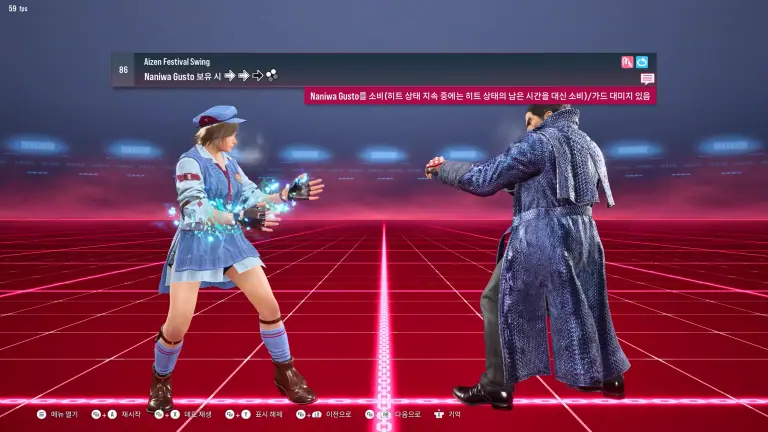 59 fps
86
Aizen Festival Swing
Naniwa Gusto 보유 시
Naniwa Gusto를 소비(히트 상태 지속 중에는 히트 상태의 남은 시간을 대신 소비)/가드 대미지 있음
메뉴 열기 + 재시작 + 데모 재생 + 표시 해제 + 이전으로 + 다음으로 기억